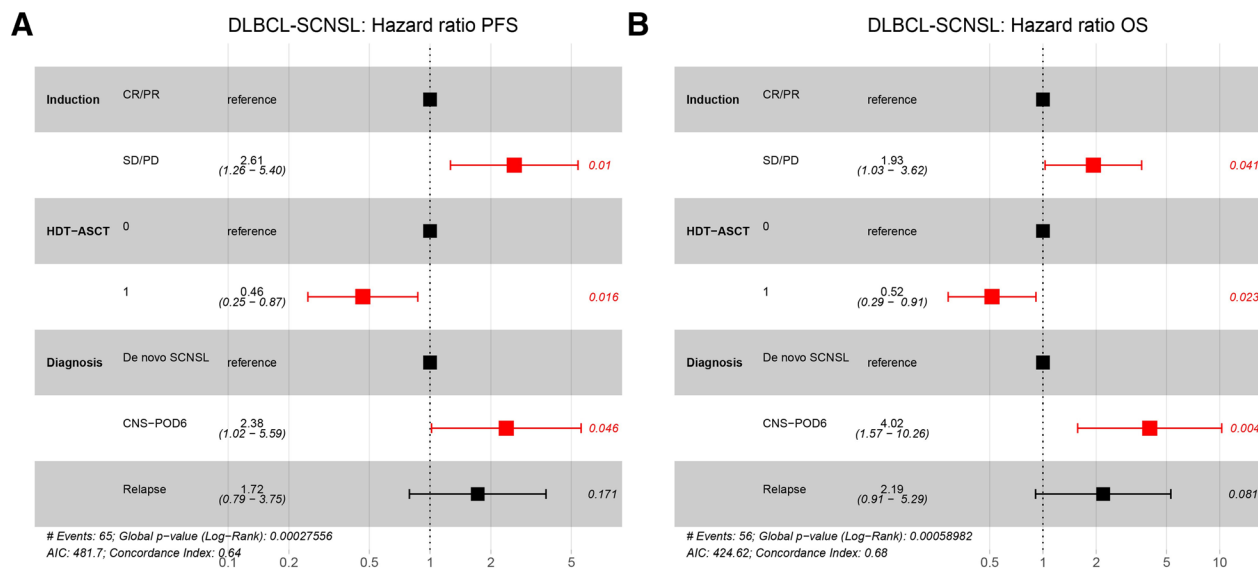 A
DLBCL-SCNSL: Hazard ratio PFS
Induction CR/PR reference
SD/PD 2.61 0.01
(1.26 – 5.40)
HDT−ASCT 0 reference
1 0.46 0.016
(0.25 – 0.87)
Diagnosis De novo SCNSL reference
CNS−POD6 2.38 0.046
(1.02 – 5.59)
Relapse 1.72 0.171
(0.79 – 3.75)
# Events: 65; Global p−value (Log−Rank): 0.00027556
AIC: 481.7; Concordance Index: 0.64
0.1 0.2 0.5 1 2 5
B
DLBCL-SCNSL: Hazard ratio OS
Induction CR/PR reference
SD/PD 1.93 0.041
(1.03 – 3.62)
HDT−ASCT 0 reference
1 0.52 0.023
(0.29 – 0.91)
Diagnosis De novo SCNSL reference
CNS−POD6 4.02 0.004
(1.57 – 10.26)
Relapse 2.19 0.081
(0.91 – 5.29)
# Events: 56; Global p−value (Log−Rank): 0.00058982
AIC: 424.62; Concordance Index: 0.68
0.5 1 2 5 10